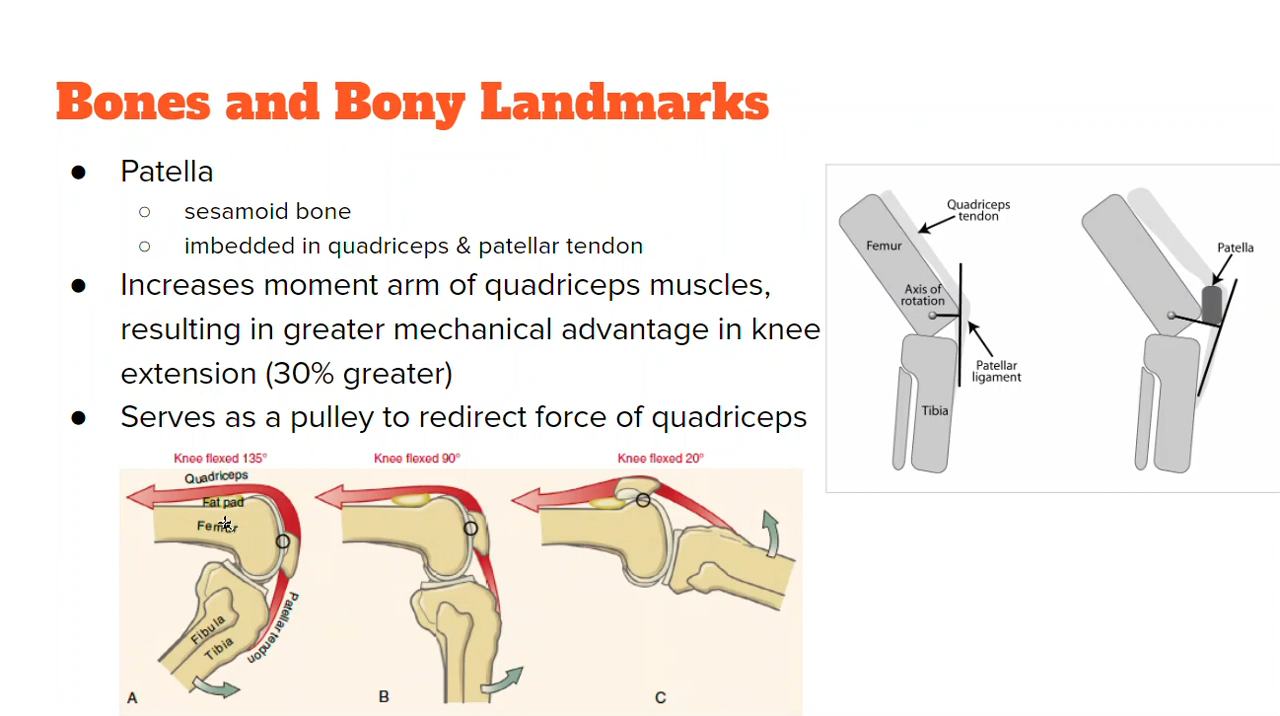 Bones and Bony Landmarks
● Patella
○ sesamoid bone
○ imbedded in quadriceps & patellar tendon
● Increases moment arm of quadriceps muscles,
resulting in greater mechanical advantage in knee
extension (30% greater)
● Serves as a pulley to redirect force of quadriceps
Quadriceps
tendon
Femur
Axis of
rotation
Patellar
ligament
Tibia
Patella
Knee flexed 135°
Quadriceps
Fat pad
Femur
Fibula
Tibia
Patellar tendon
A
Knee flexed 90°
B
Knee flexed 20°
C